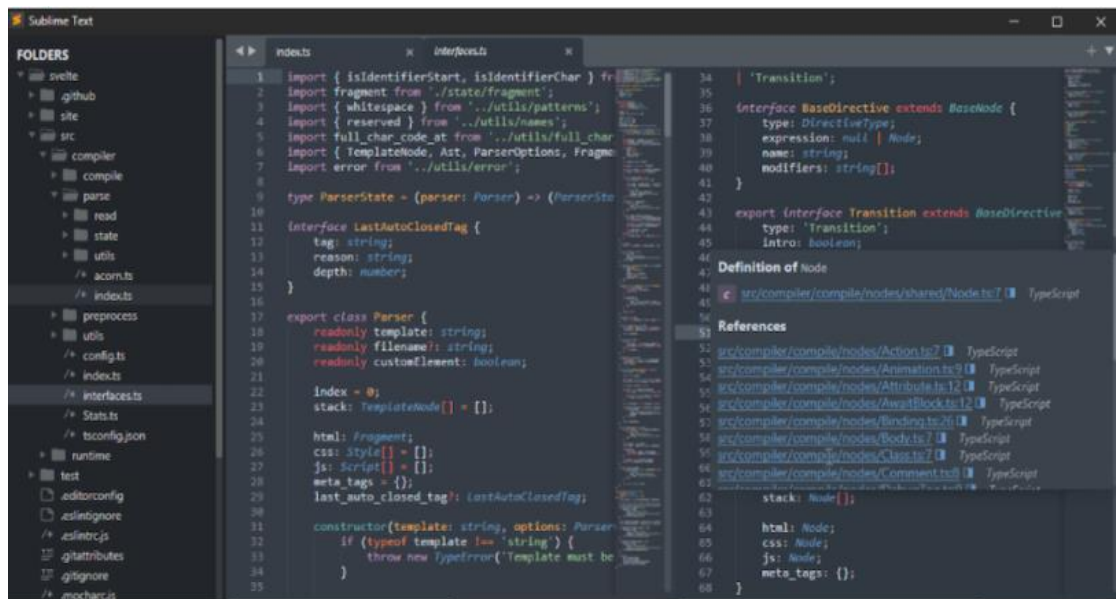 Sublime Text
FOLDERS
svelte
.github
site
src
compiler
compile
parse
read
state
utils
/* acorn.ts
/* index.ts
preprocess
utils
/* config.ts
/* index.ts
/* interfaces.ts
/* Stats.ts
/* tsconfig.json
runtime
test
.editorconfig
.eslintignore
/* .eslintrc.js
.gitattributes
.gitignore
/* .mocharc.js
index.ts
interfaces.ts
1 import { isIdentifierStart, isIdentifierChar } fr
2 import fragment from './state/fragment';
3 import { whitespace } from '../utils/patterns';
4 import { reserved } from '../utils/names';
5 import full_char_code_at from '../utils/full_char
6 import { TemplateNode, Ast, ParserOptions, Fragme
7 import error from '../utils/error';
8
9 type ParserState = (parser: Parser) => (ParserSta
10
11 interface LastAutoClosedTag {
12 tag: string;
13 reason: string;
14 depth: number;
15 }
16
17 export class Parser {
18 readonly template: string;
19 readonly filename?: string;
20 readonly customElement: boolean;
21
22 index = 0;
23 stack: TemplateNode[] = [];
24
25 html: Fragment;
26 css: Style[] = [];
27 js: Script[] = [];
28 meta_tags = {};
29 last_auto_closed_tag?: LastAutoClosedTag;
30
31 constructor(template: string, options: Parser
32 if (typeof template !== 'string') {
33 throw new TypeError('Template must be
34 }
35
34 | 'Transition';
35
36 interface BaseDirective extends BaseNode {
37 type: DirectiveType;
38 expression: null | Node;
39 name: string;
40 modifiers: string[];
41 }
42
43 export interface Transition extends BaseDirective
44 type: 'Transition';
45 intro: boolean;
Definition of Node
c src/compiler/compile/nodes/shared/Node.ts:7 TypeScript
References
src/compiler/compile/nodes/Action.ts:7 TypeScript
src/compiler/compile/nodes/Animation.ts:9 TypeScript
src/compiler/compile/nodes/Attribute.ts:12 TypeScript
src/compiler/compile/nodes/AwaitBlock.ts:12 TypeScript
src/compiler/compile/nodes/Binding.ts:26 TypeScript
src/compiler/compile/nodes/Body.ts:7 TypeScript
src/compiler/compile/nodes/Class.ts:7 TypeScript
src/compiler/compile/nodes/Comment.ts:8 TypeScript
62 stack: Node[];
63
64 html: Node;
65 css: Node;
66 js: Node;
67 meta_tags: {};
68 }